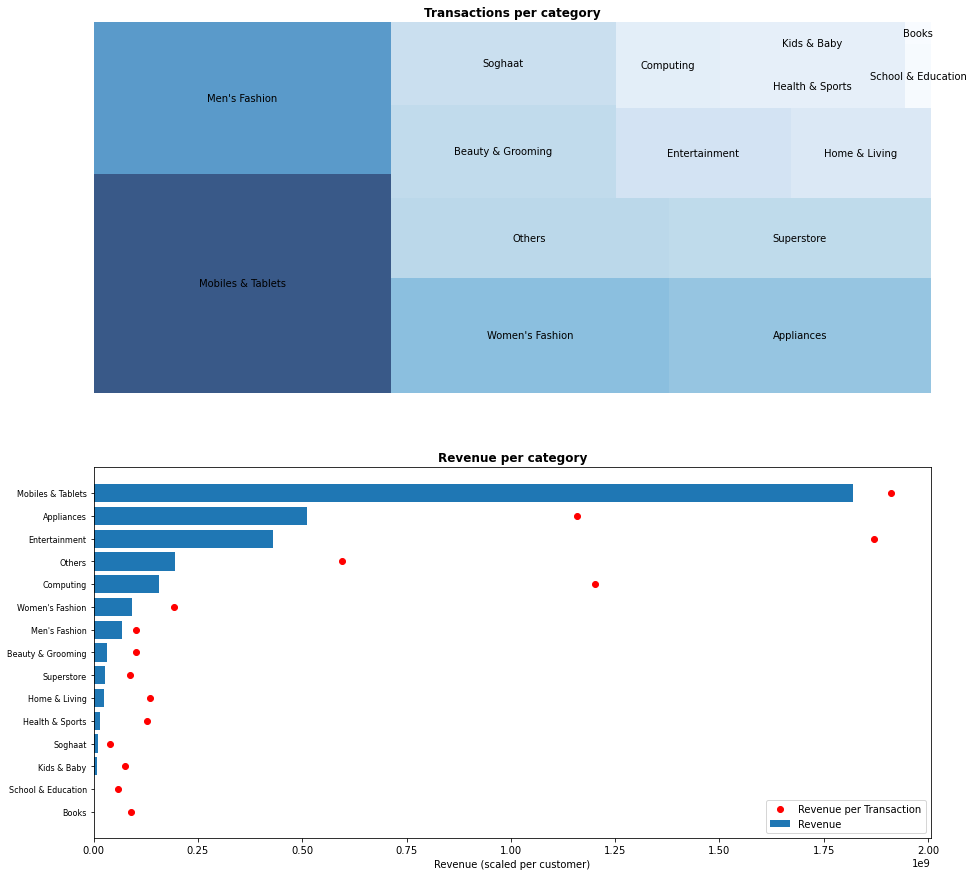 Transactions per category
Books
Kids & Baby
Soghaat
Computing
School & Education
Health & Sports
Men's Fashion
Beauty & Grooming
Entertainment
Home & Living
Others
Superstore
Mobiles & Tablets
Women's Fashion
Appliances
Revenue per category
Mobiles & Tablets
Appliances
Entertainment
Others
Computing
Women's Fashion
Men's Fashion
Beauty & Grooming
Superstore
Home & Living
Health & Sports
Soghaat
Kids & Baby
School & Education
Books
Revenue per Transaction
Revenue
0.00 0.25 0.50 0.75 1.00 1.25 1.50 1.75 2.00
1e9
Revenue (scaled per customer)